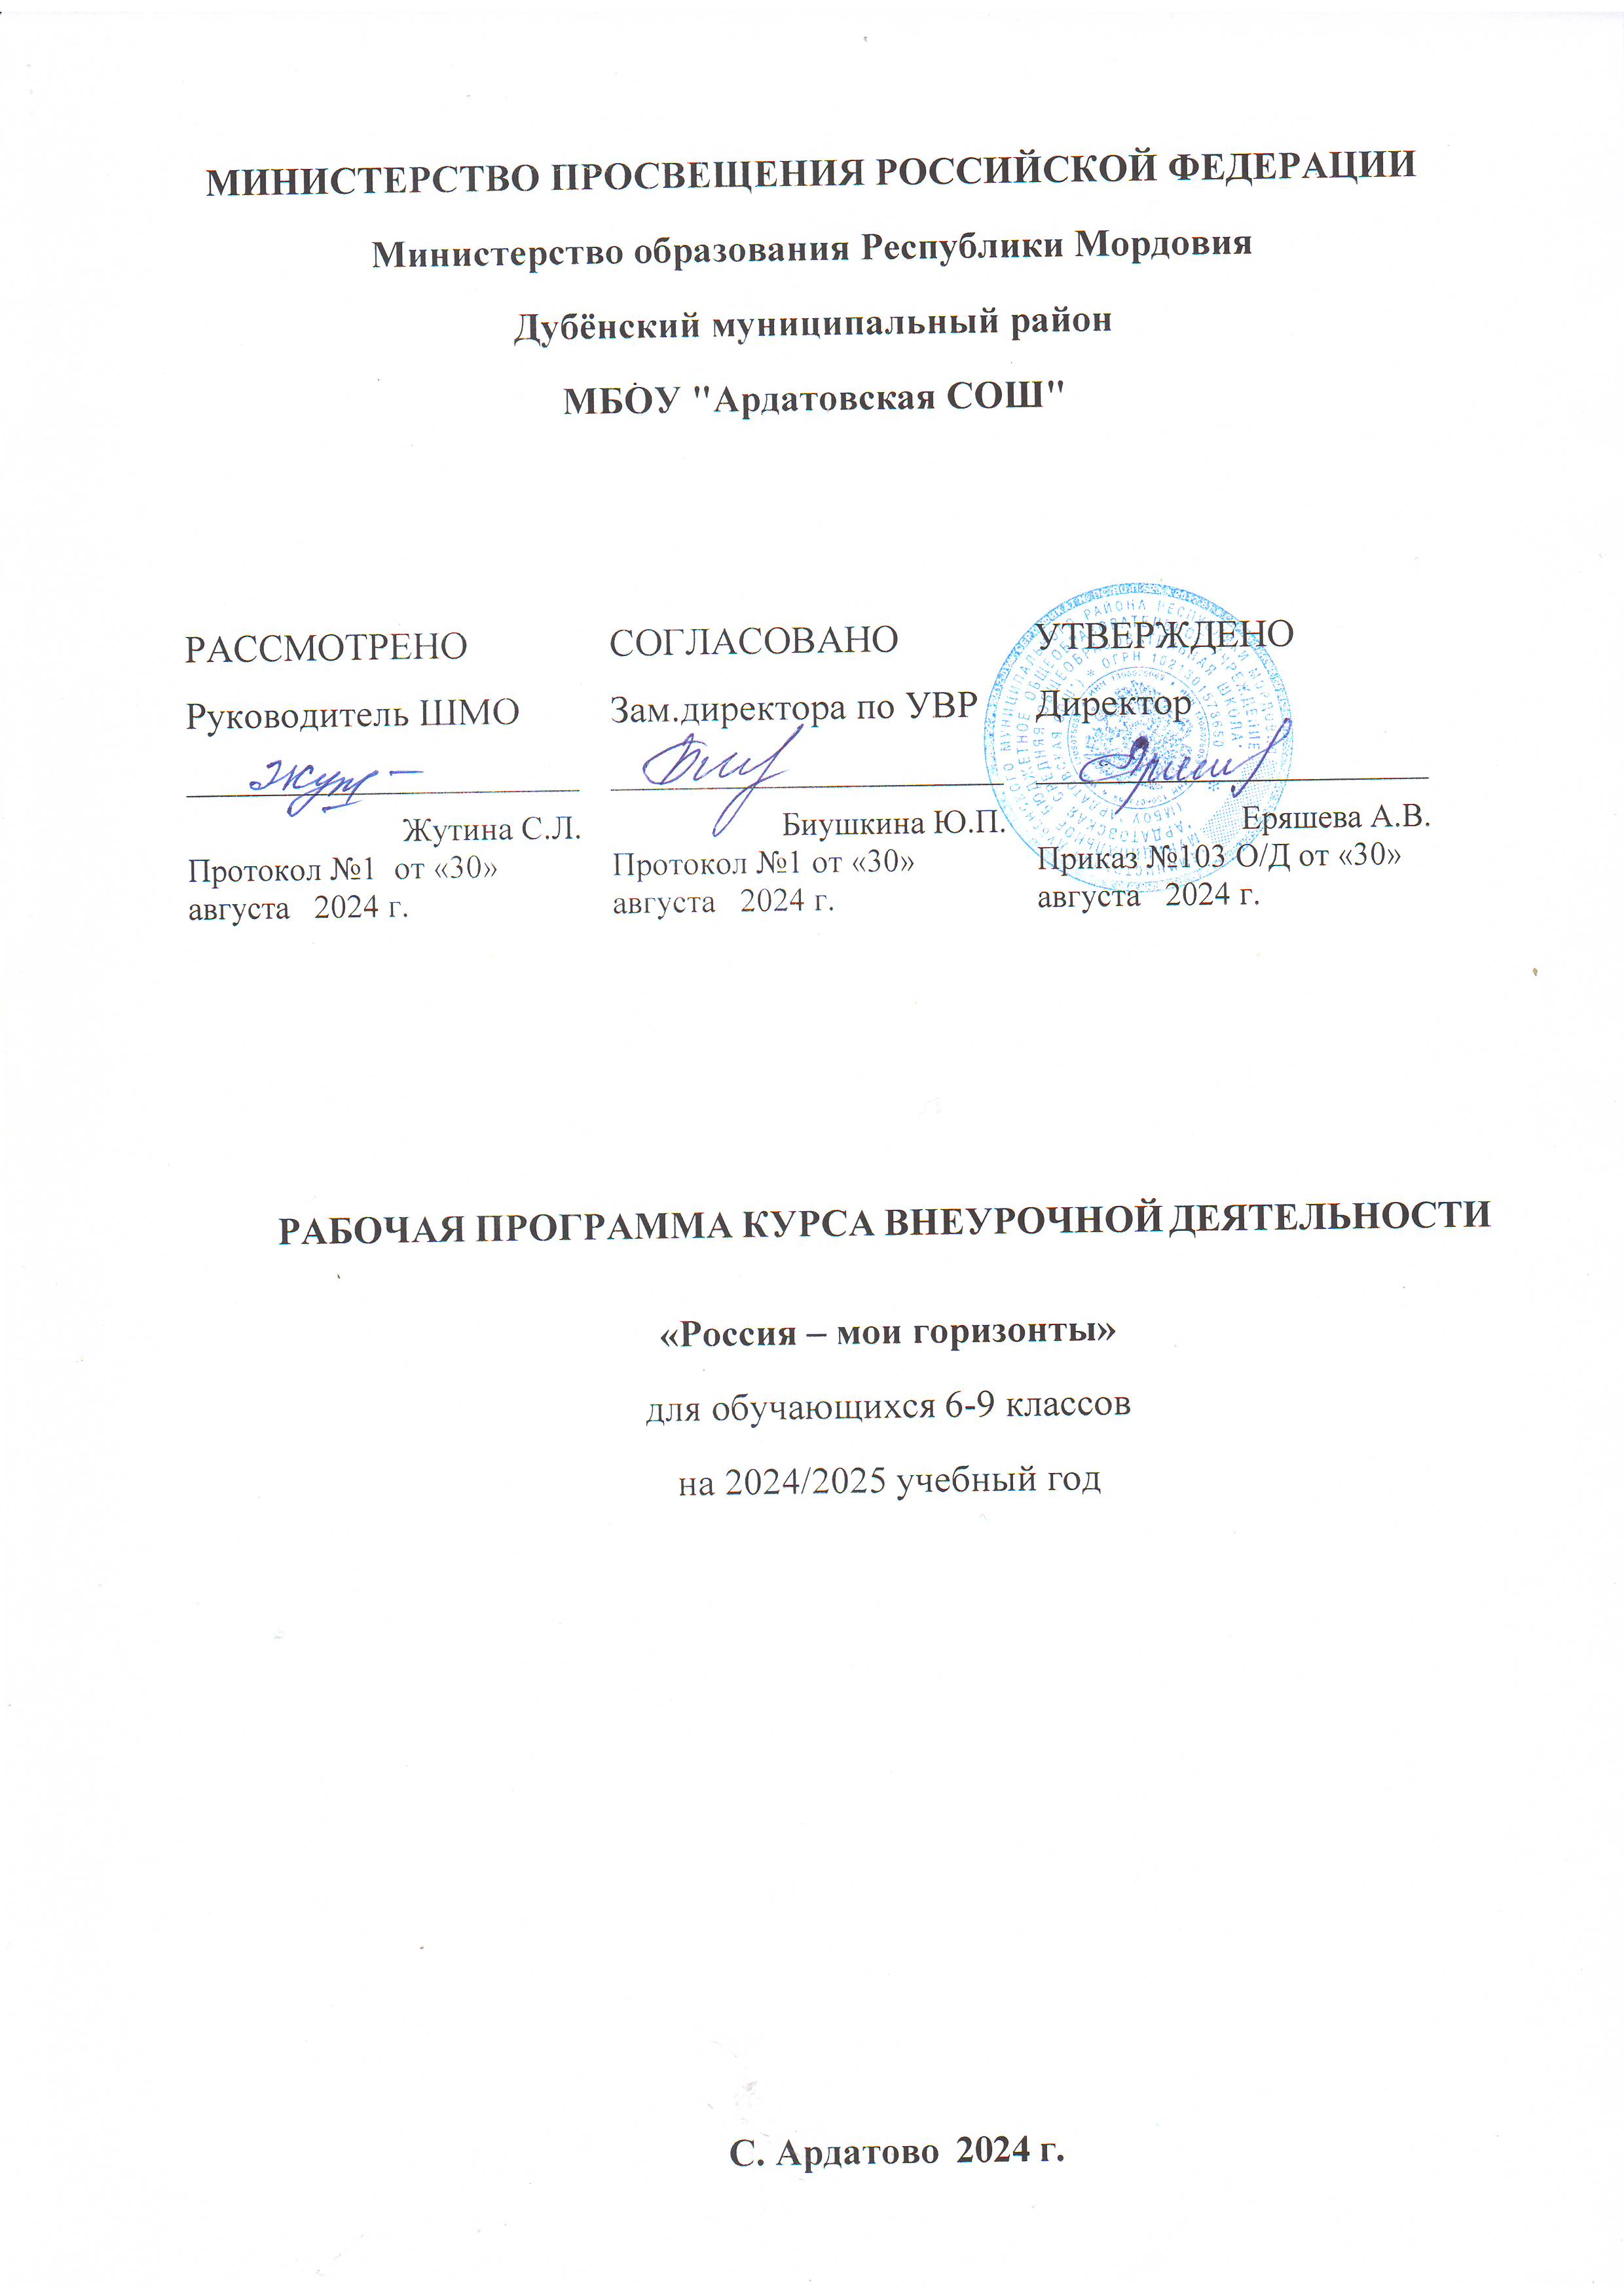 МИНИСТЕРСТВО ПРОСВЕЩЕНИЯ РОССИЙСКОЙ ФЕДЕРАЦИИ
Министерство образования Республики Мордовия
Дубёнский муниципальный район
МБОУ "Ардатовская СОШ"
РАССМОТРЕНО
Руководитель ШМО
Жутина С.Л.
Протокол №1 от «30»
августа 2024 г.
СОГЛАСОВАНО
Зам.директора по УВР
Биушкина Ю.П.
Протокол №1 от «30»
августа 2024 г.
УТВЕРЖДЕНО
Директор
Еряшева А.В.
Приказ №103 О/Д от «30»
августа 2024 г.
РАБОЧАЯ ПРОГРАММА КУРСА ВНЕУРОЧНОЙ ДЕЯТЕЛЬНОСТИ
«Россия – мои горизонты»
для обучающихся 6-9 классов
на 2024/2025 учебный год
С. Ардатово 2024 г.